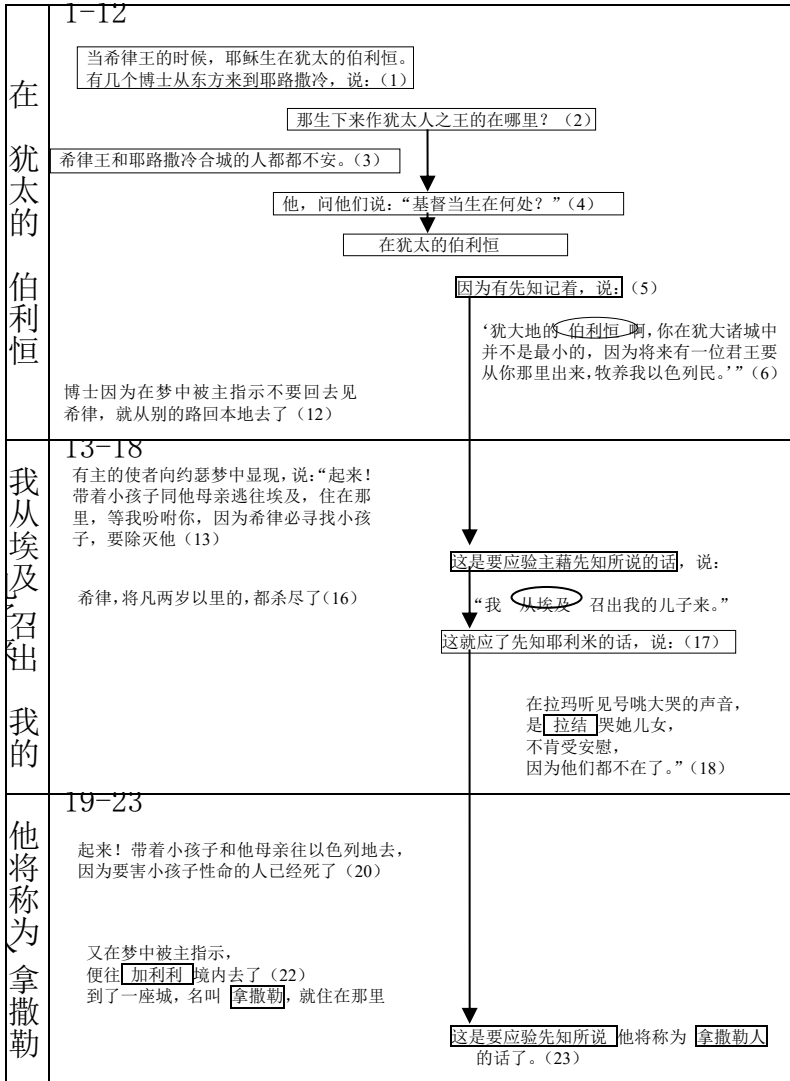 1-12
在 犹太的 伯利恒
当希律王的时候，耶稣生在犹太的伯利恒。
有几个博士从东方来到耶路撒冷，说：（1）
那生下来作犹太人之王的在哪里？（2）
希律王和耶路撒冷合城的人都都不安。（3）
他，问他们说：“基督当生在何处？”（4）
在犹太的伯利恒
因为有先知记着，说：（5）
‘犹大地的 伯利恒 啊，你在犹大诸城中
并不是最小的，因为将来有一位君王要
从你那里出来，牧养我以色列民。’”（6）
博士因为在梦中被主指示不要回去见
希律，就从别的路回本地去了（12）
13-18
我从埃及召出 我的
有主的使者向约瑟梦中显现，说：“起来！
带着小孩子同他母亲逃往埃及，住在那
里，等我吩咐你，因为希律必寻找小孩
子，要除灭他（13）
这是要应验主藉先知所说的话，说：
希律，将凡两岁以里的，都杀尽了（16）
“我 从埃及 召出我的儿子来。”
这就应了先知耶利米的话，说：（17）
在拉玛听见号咷大哭的声音，
是 拉结 哭她儿女，
不肯受安慰，
因为他们都不在了。”（18）
19-23
他将称为 拿撒勒
起来！带着小孩子和他母亲往以色列地去，
因为要害小孩子性命的人已经死了（20）
又在梦中被主指示，
便往 加利利 境内去了（22）
到了一座城，名叫 拿撒勒，就住在那里
这是要应验先知所说 他将称为 拿撒勒人
的话了。（23）